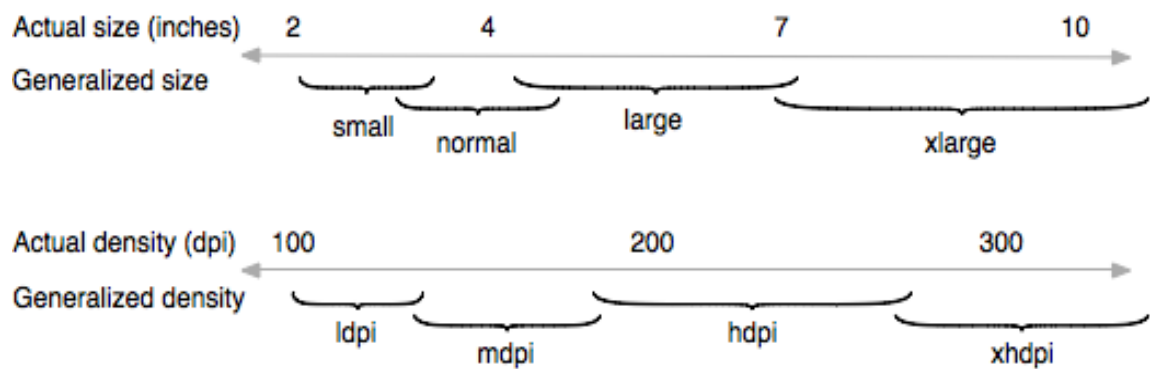 Actual size (inches) 2 4 7 10
Generalized size
small normal large xlarge
Actual density (dpi) 100 200 300
Generalized density
ldpi mdpi hdpi xhdpi